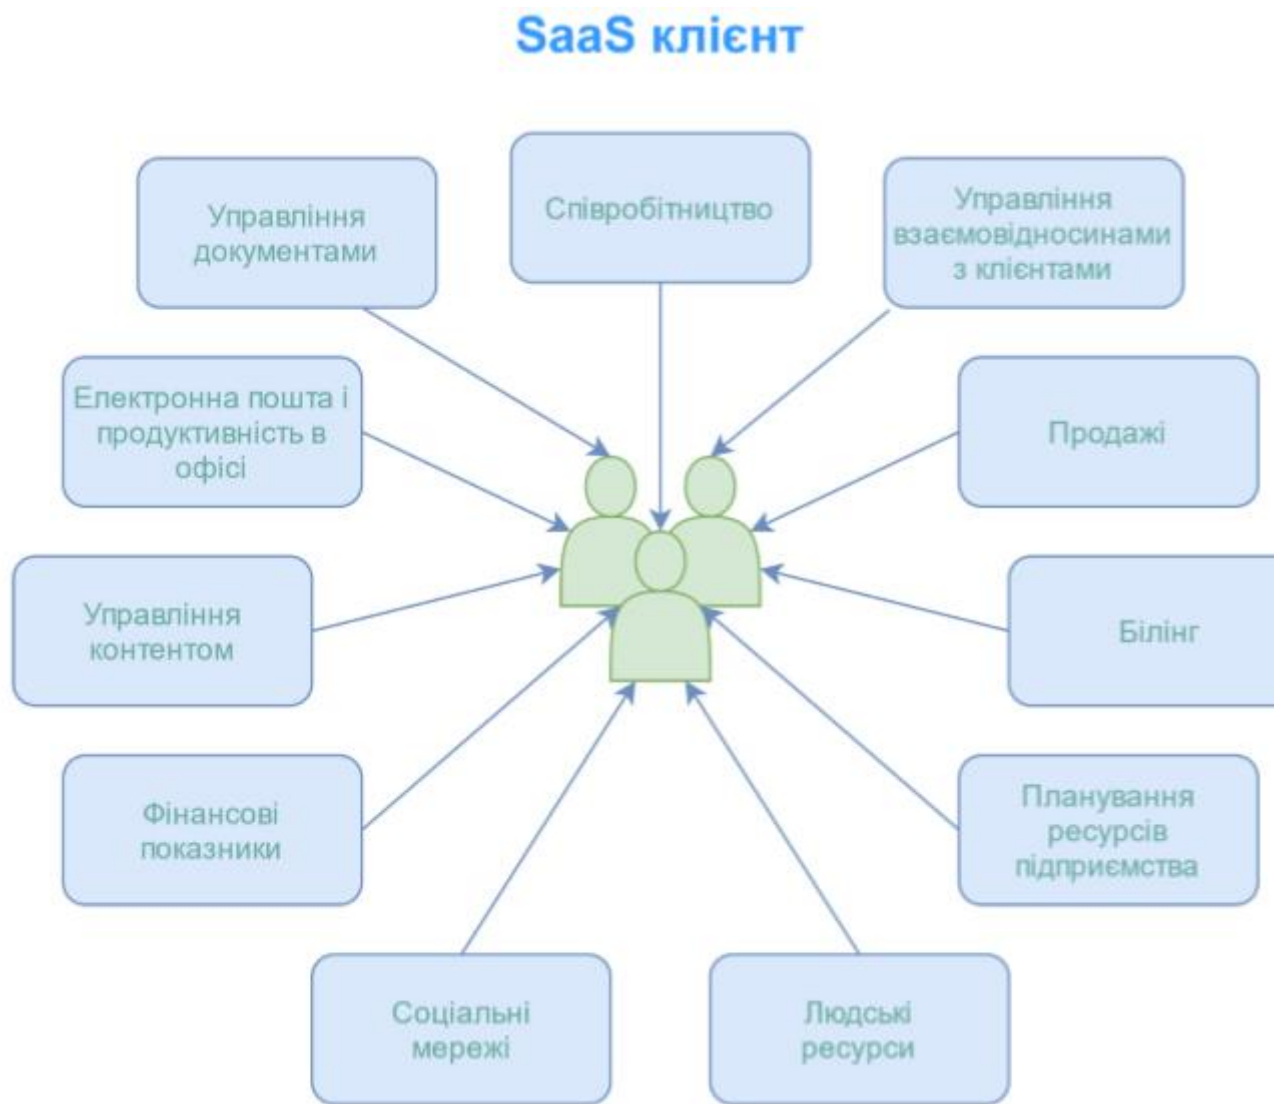 SaaS клієнт
Управління
документами
Співробітництво
Управління
взаємовідносинами
з клієнтами
Електронна пошта і
продуктивність в
офісі
Продажі
Управління
контентом
Білінг
Фінансові
показники
Планування
ресурсів
підприємства
Соціальні
мережі
Людські
ресурси